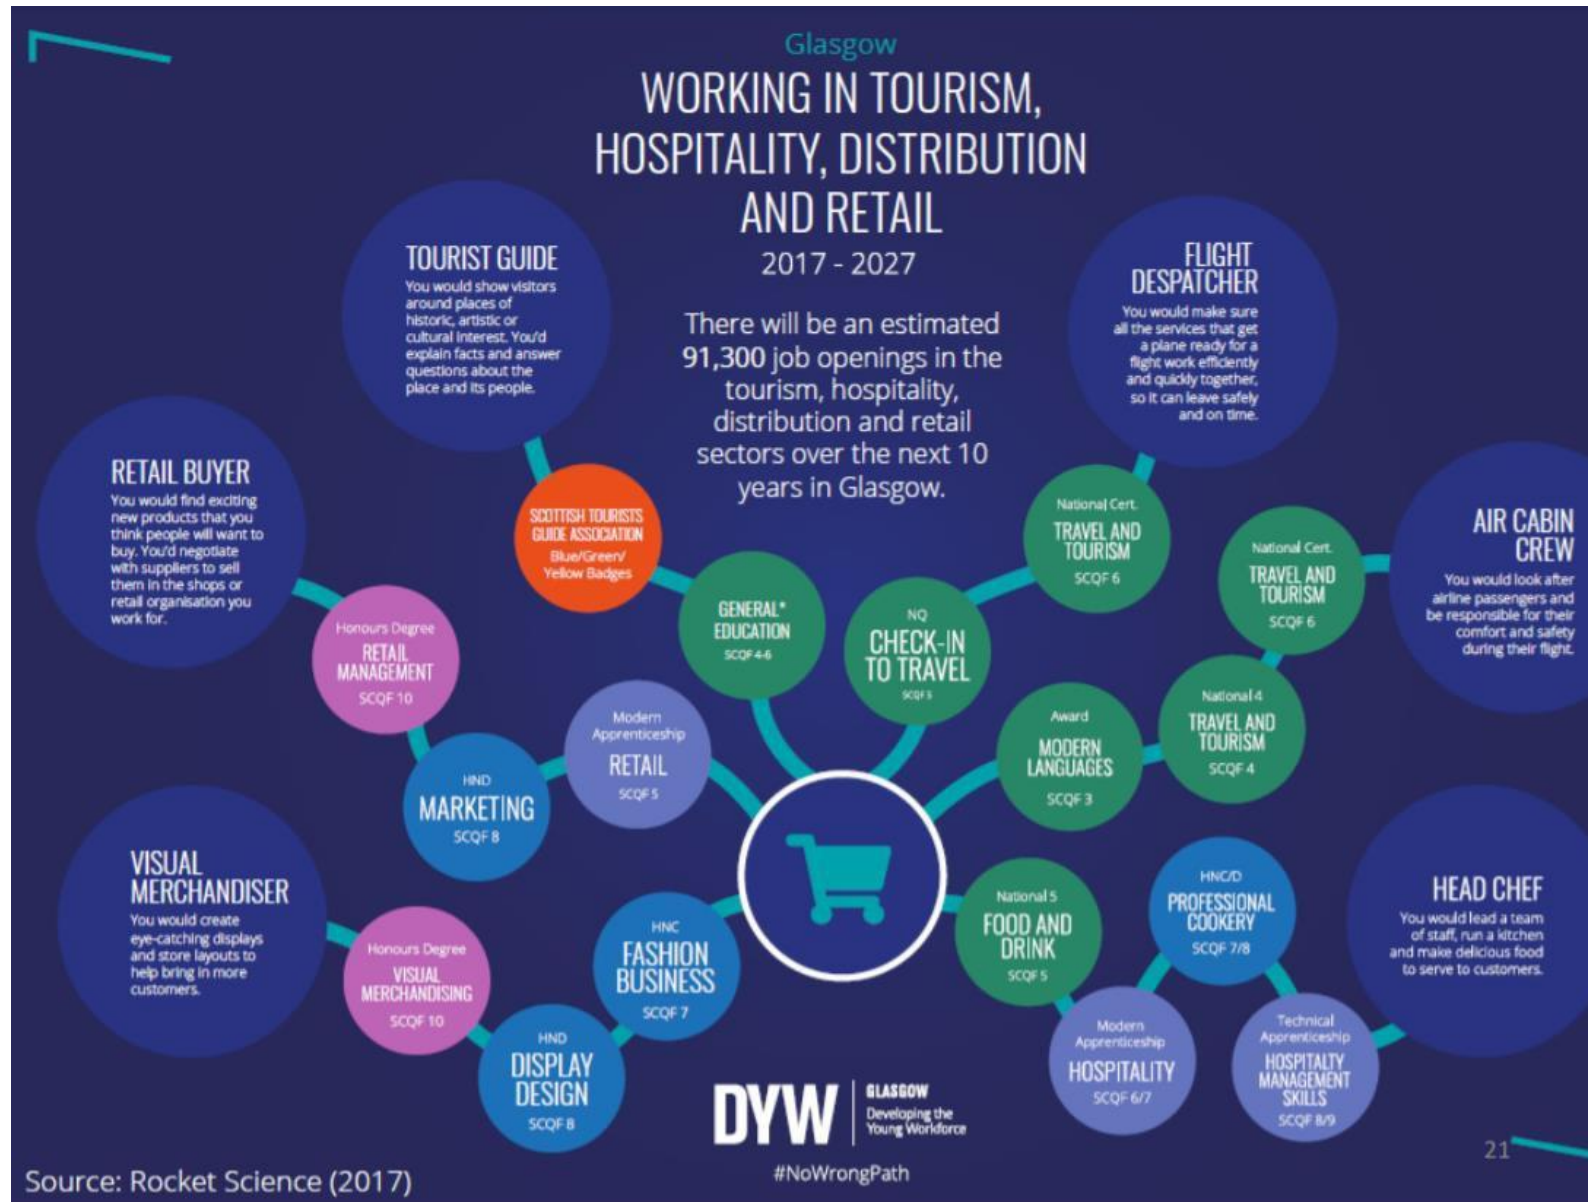 Glasgow
WORKING IN TOURISM,
HOSPITALITY, DISTRIBUTION
AND RETAIL
2017 - 2027
There will be an estimated
91,300 job openings in the
tourism, hospitality,
distribution and retail
sectors over the next 10
years in Glasgow.
TOURIST GUIDE
You would show visitors
around places of
historic, artistic or
cultural interest. You'd
explain facts and answer
questions about the
place and its people.
SCOTTISH TOURISTS
GUIDE ASSOCIATION
Blue/Green/
Yellow Badges
GENERAL*
EDUCATION
SCQF 4-6
FLIGHT
DESPATCHER
You would make sure
all the services that get
a plane ready for a
flight work efficiently
and quickly together,
so it can leave safely
and on time.
National Cert.
TRAVEL AND
TOURISM
SCQF 6
NQ
CHECK-IN
TO TRAVEL
SCQF 5
RETAIL BUYER
You would find exciting
new products that you
think people will want to
buy. You'd negotiate
with suppliers to sell
them in the shops or
retail organisation you
work for.
Honours Degree
RETAIL
MANAGEMENT
SCQF 10
HND
MARKETING
SCQF 8
Modern
Apprenticeship
RETAIL
SCQF 5
AIR CABIN
CREW
You would look after
airline passengers and
be responsible for their
comfort and safety
during their flight.
National Cert.
TRAVEL AND
TOURISM
SCQF 6
National 4
TRAVEL AND
TOURISM
SCQF 4
Award
MODERN
LANGUAGES
SCQF 3
VISUAL
MERCHANDISER
You would create
eye-catching displays
and store layouts to
help bring in more
customers.
Honours Degree
VISUAL
MERCHANDISING
SCQF 10
HND
DISPLAY
DESIGN
SCQF 8
HNC
FASHION
BUSINESS
SCQF 7
National 5
FOOD AND
DRINK
SCQF 5
Modern
Apprenticeship
HOSPITALITY
SCQF 6/7
HNC/D
PROFESSIONAL
COOKERY
SCQF 7/8
Technical
Apprenticeship
HOSPITALTY
MANAGEMENT
SKILLS
SCQF 8/9
HEAD CHEF
You would lead a team
of staff, run a kitchen
and make delicious food
to serve to customers.
DYW
GLASGOW
Developing the
Young Workforce
#NoWrongPath
21
Source: Rocket Science (2017)